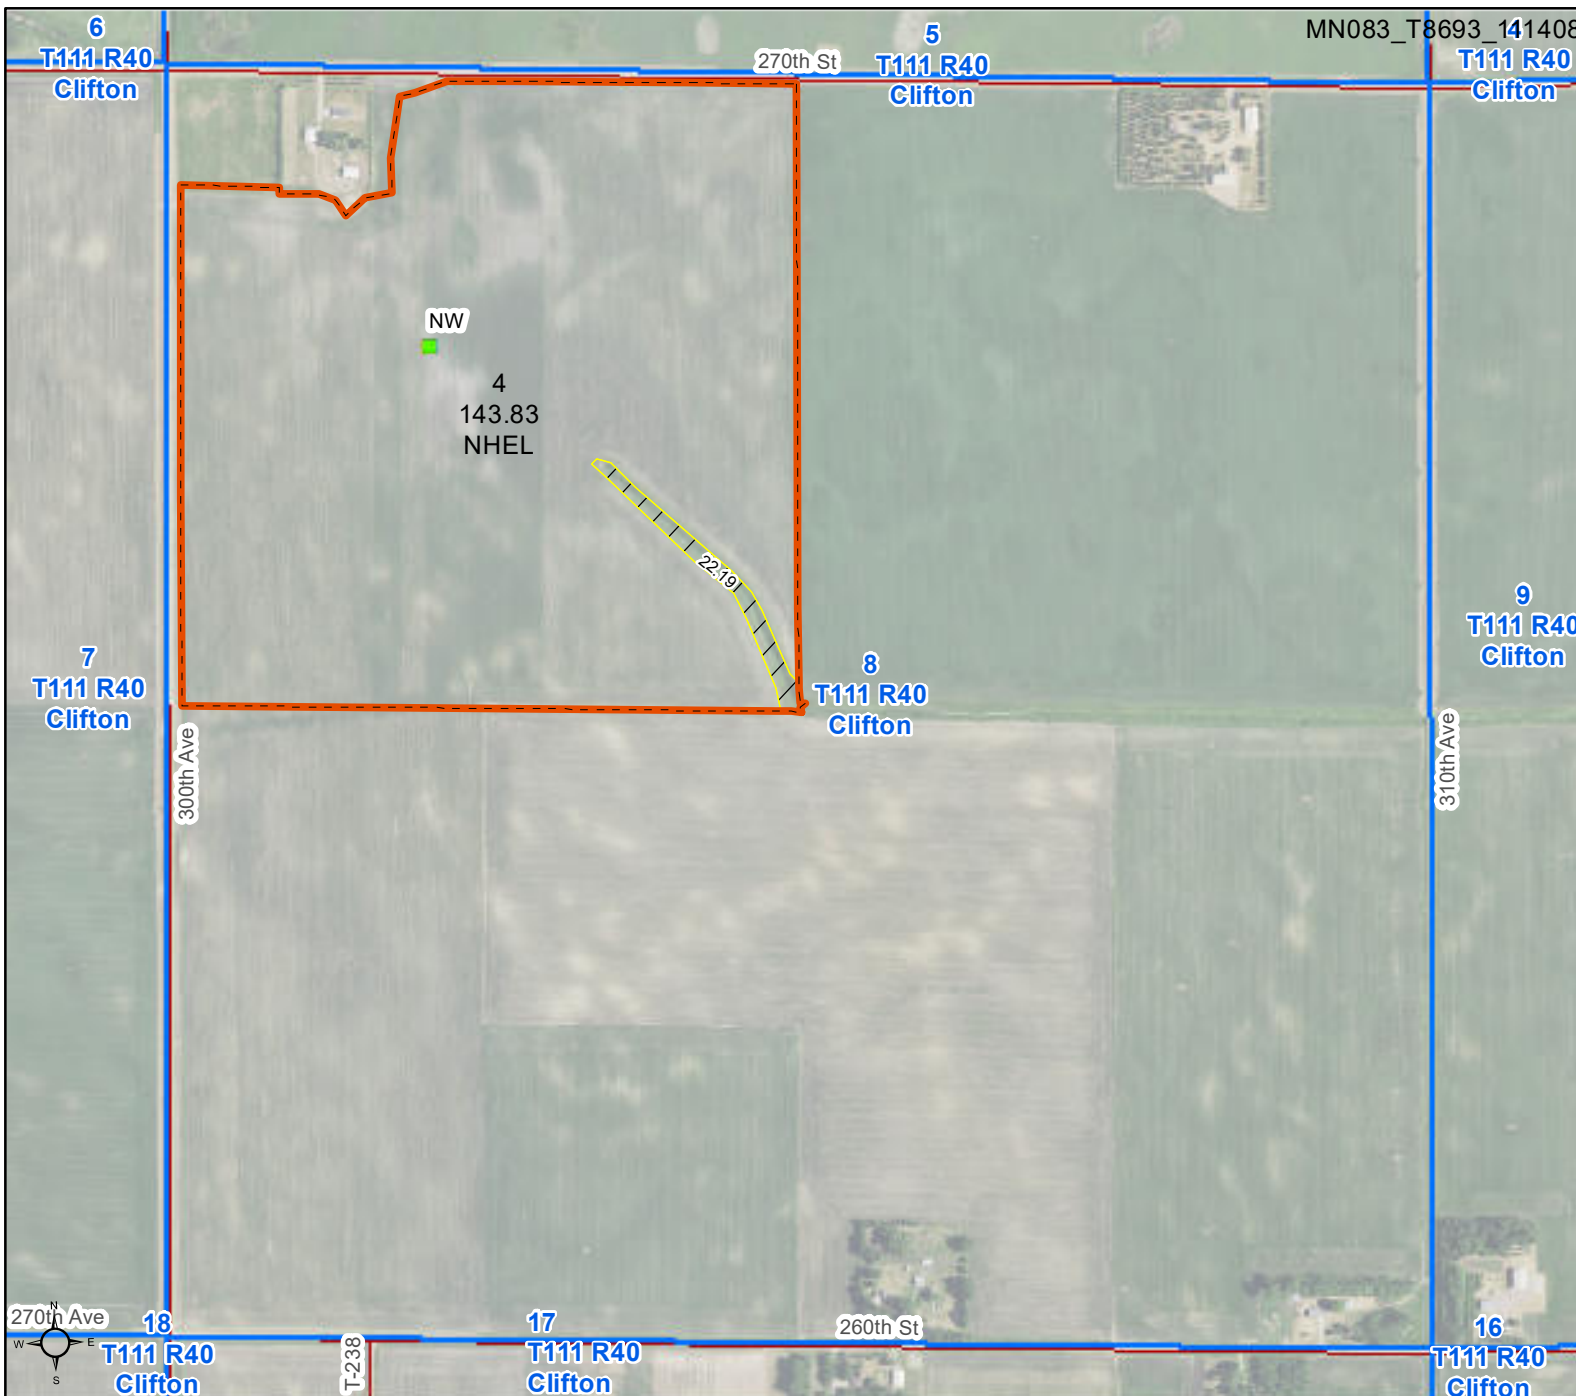 6
T111 R40
Clifton
270th St
5
T111 R40
Clifton
MN083_T8693_141408
4
T111 R40
Clifton
NW
4
143.83
NHEL
22.19
7
T111 R40
Clifton
8
T111 R40
Clifton
9
T111 R40
Clifton
300th Ave
310th Ave
270th Ave
N
W
E
S
18
T111 R40
Clifton
T-238
17
T111 R40
Clifton
260th St
16
T111 R40
Clifton